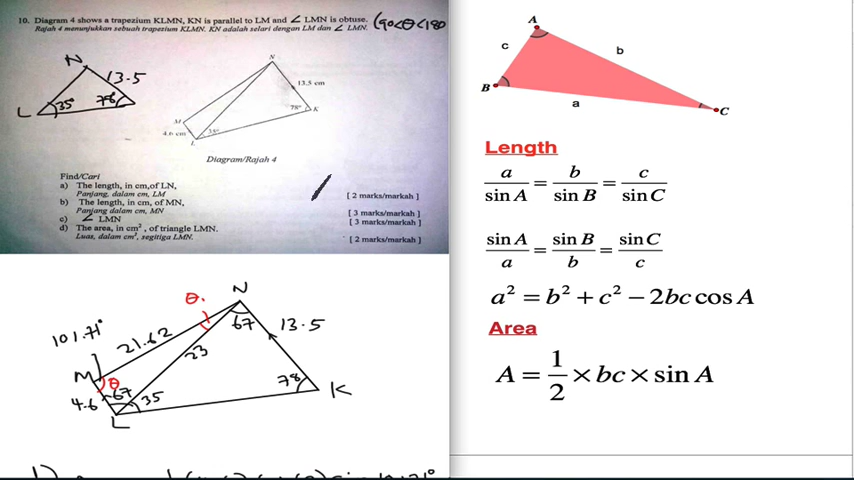 10. Diagram 4 shows a trapezium KLMN, KN is parallel to LM and ∠ LMN is obtuse. (90<θ<180
Rajah 4 menunjukkan sebuah trapezium KLMN. KN adalah selari dengan LM dan ∠ LMN.
N
13.5
L
35°
78°
N
13.5 cm
78°
K
M
4.6 cm
35°
L
Diagram/Rajah 4
Find/Cari
a) The length, in cm,of LN,
Panjang, dalam cm, LM
[ 2 marks/markah ]
b) The length, in cm, of MN,
Panjang dalam cm, MN
[ 3 marks/markah ]
c) ∠ LMN
[ 3 marks/markah ]
d) The area, in cm², of triangle LMN.
Luas, dalam cm², segitiga LMN.
[ 2 marks/markah ]
N
θ.
67
13.5
101.71°
21.62
23
M
θ
4.6
67
35
78
K
L
A
c
b
B
a
C
Length
a/sin A = b/sin B = c/sin C
sin A/a = sin B/b = sin C/c
a² = b² + c² − 2bc cos A
Area
A = 1/2 × bc × sin A